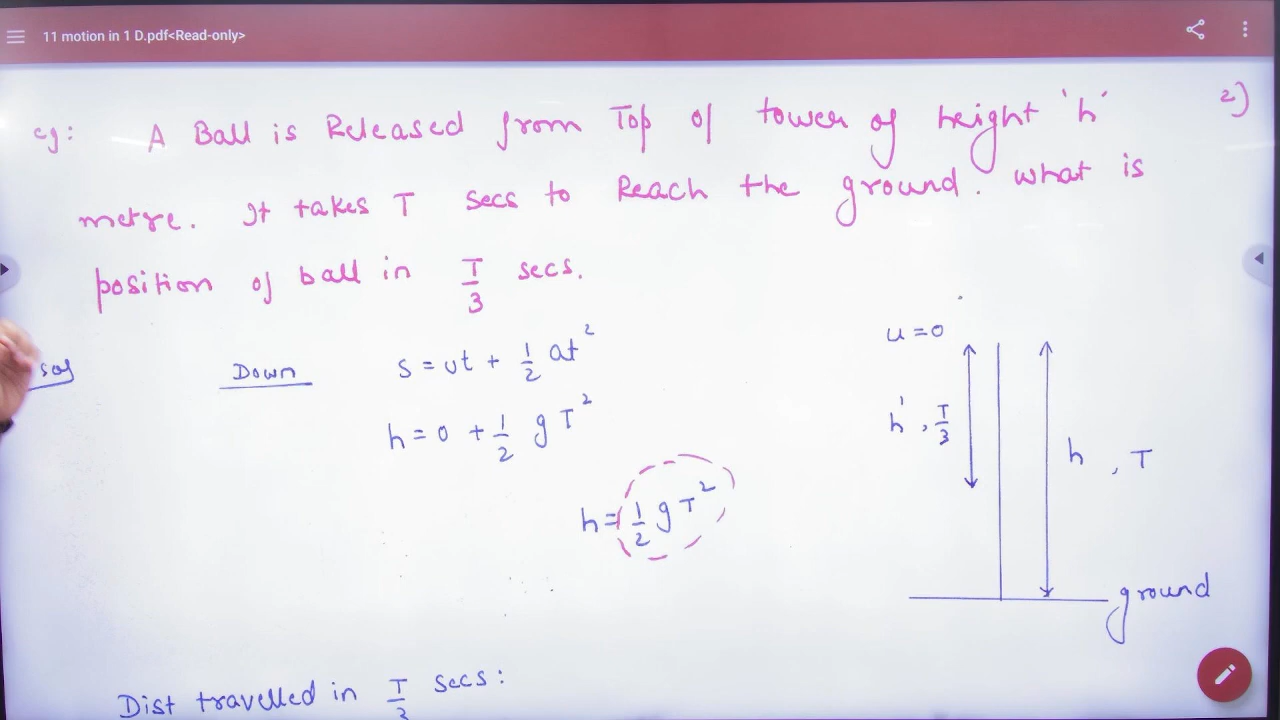 11 motion in 1 D.pdf<Read-only>
eg: A Ball is Released from Top of tower of height 'h' 2)
metre. It takes T secs to Reach the ground. what is
position of ball in T/3 secs.
sol Down s = ut + 1/2 at²
h = 0 + 1/2 g T²
h = 1/2 g T²
u = 0
h', T/3
h, T
ground
Dist travelled in T/3 secs: